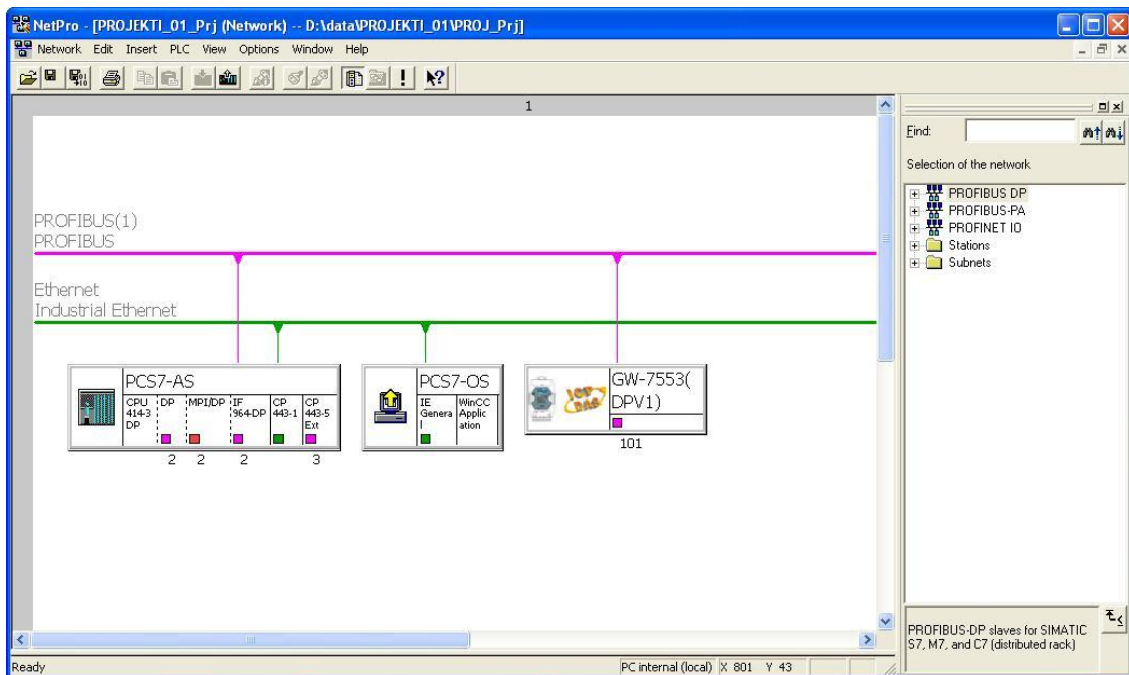 NetPro - [PROJEKTI_01_Prj (Network) -- D:\data\PROJEKTI_01\PROJ_Prj]
Network Edit Insert PLC View Options Window Help
1
PROFIBUS(1)
PROFIBUS
Ethernet
Industrial Ethernet
PCS7-AS
CPU DP MPI/DP IF CP CP
414-3 964-DP 443-1 443-5
DP Ext
2 2 2 3
PCS7-OS
IE WinCC
Genera Applic
l ation
GW-7553(
DPV1)
101
Find:
Selection of the network
PROFIBUS DP
PROFIBUS-PA
PROFINET IO
Stations
Subnets
PROFIBUS-DP slaves for SIMATIC
S7, M7, and C7 (distributed rack)
Ready PC internal (local) X 801 Y 43